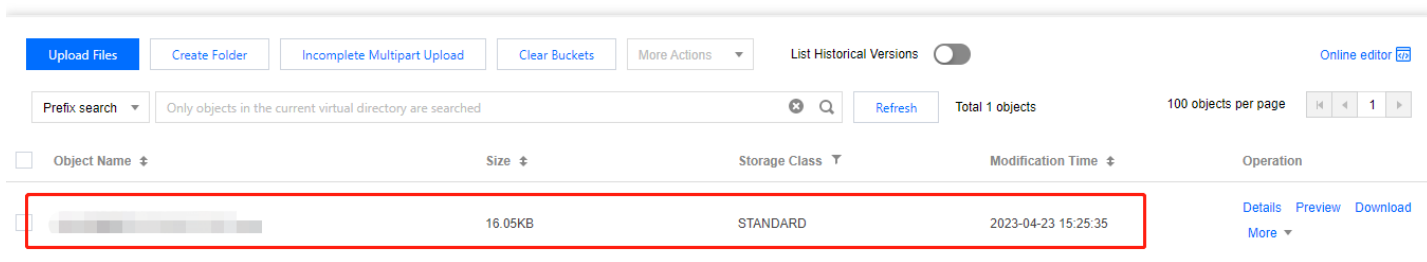 Upload Files Create Folder Incomplete Multipart Upload Clear Buckets More Actions List Historical Versions Online editor
Prefix search Only objects in the current virtual directory are searched Refresh Total 1 objects 100 objects per page 1
Object Name Size Storage Class Modification Time Operation
16.05KB STANDARD 2023-04-23 15:25:35 Details Preview Download
More